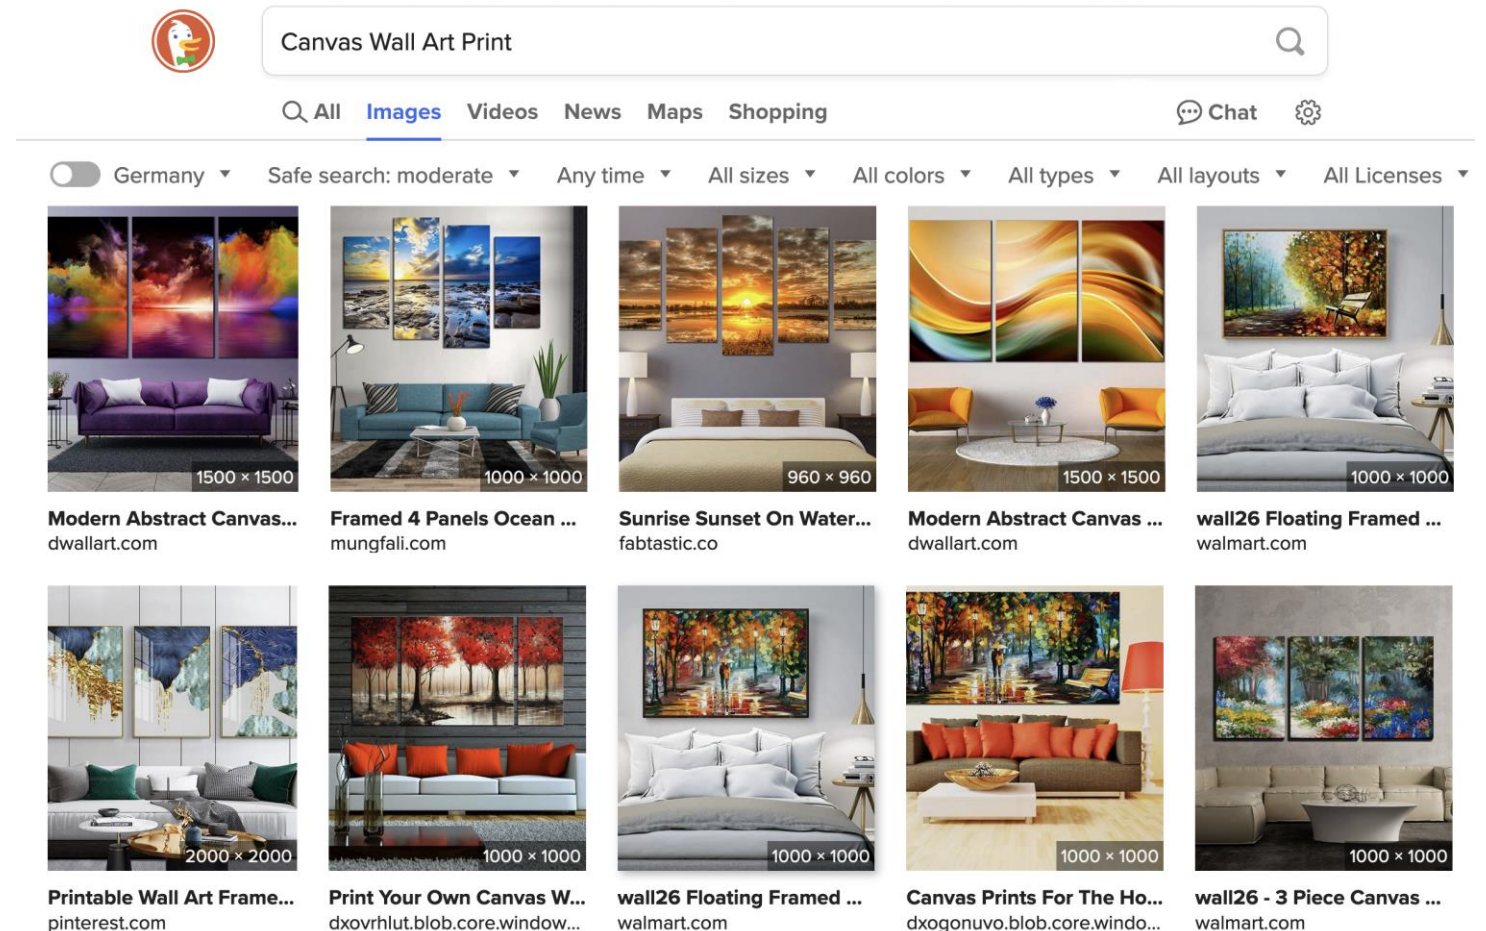 Canvas Wall Art Print
All Images Videos News Maps Shopping Chat
Germany Safe search: moderate Any time All sizes All colors All types All layouts All Licenses
1500 × 1500 1000 × 1000 960 × 960 1500 × 1500 1000 × 1000
Modern Abstract Canvas... Framed 4 Panels Ocean ... Sunrise Sunset On Water... Modern Abstract Canvas ... wall26 Floating Framed ...
dwallart.com mungfali.com fabtastic.co dwallart.com walmart.com
2000 × 2000 1000 × 1000 1000 × 1000 1000 × 1000 1000 × 1000
Printable Wall Art Frame... Print Your Own Canvas W... wall26 Floating Framed ... Canvas Prints For The Ho... wall26 - 3 Piece Canvas ...
pinterest.com dxovrhlut.blob.core.window... walmart.com dxogonuvo.blob.core.windo... walmart.com